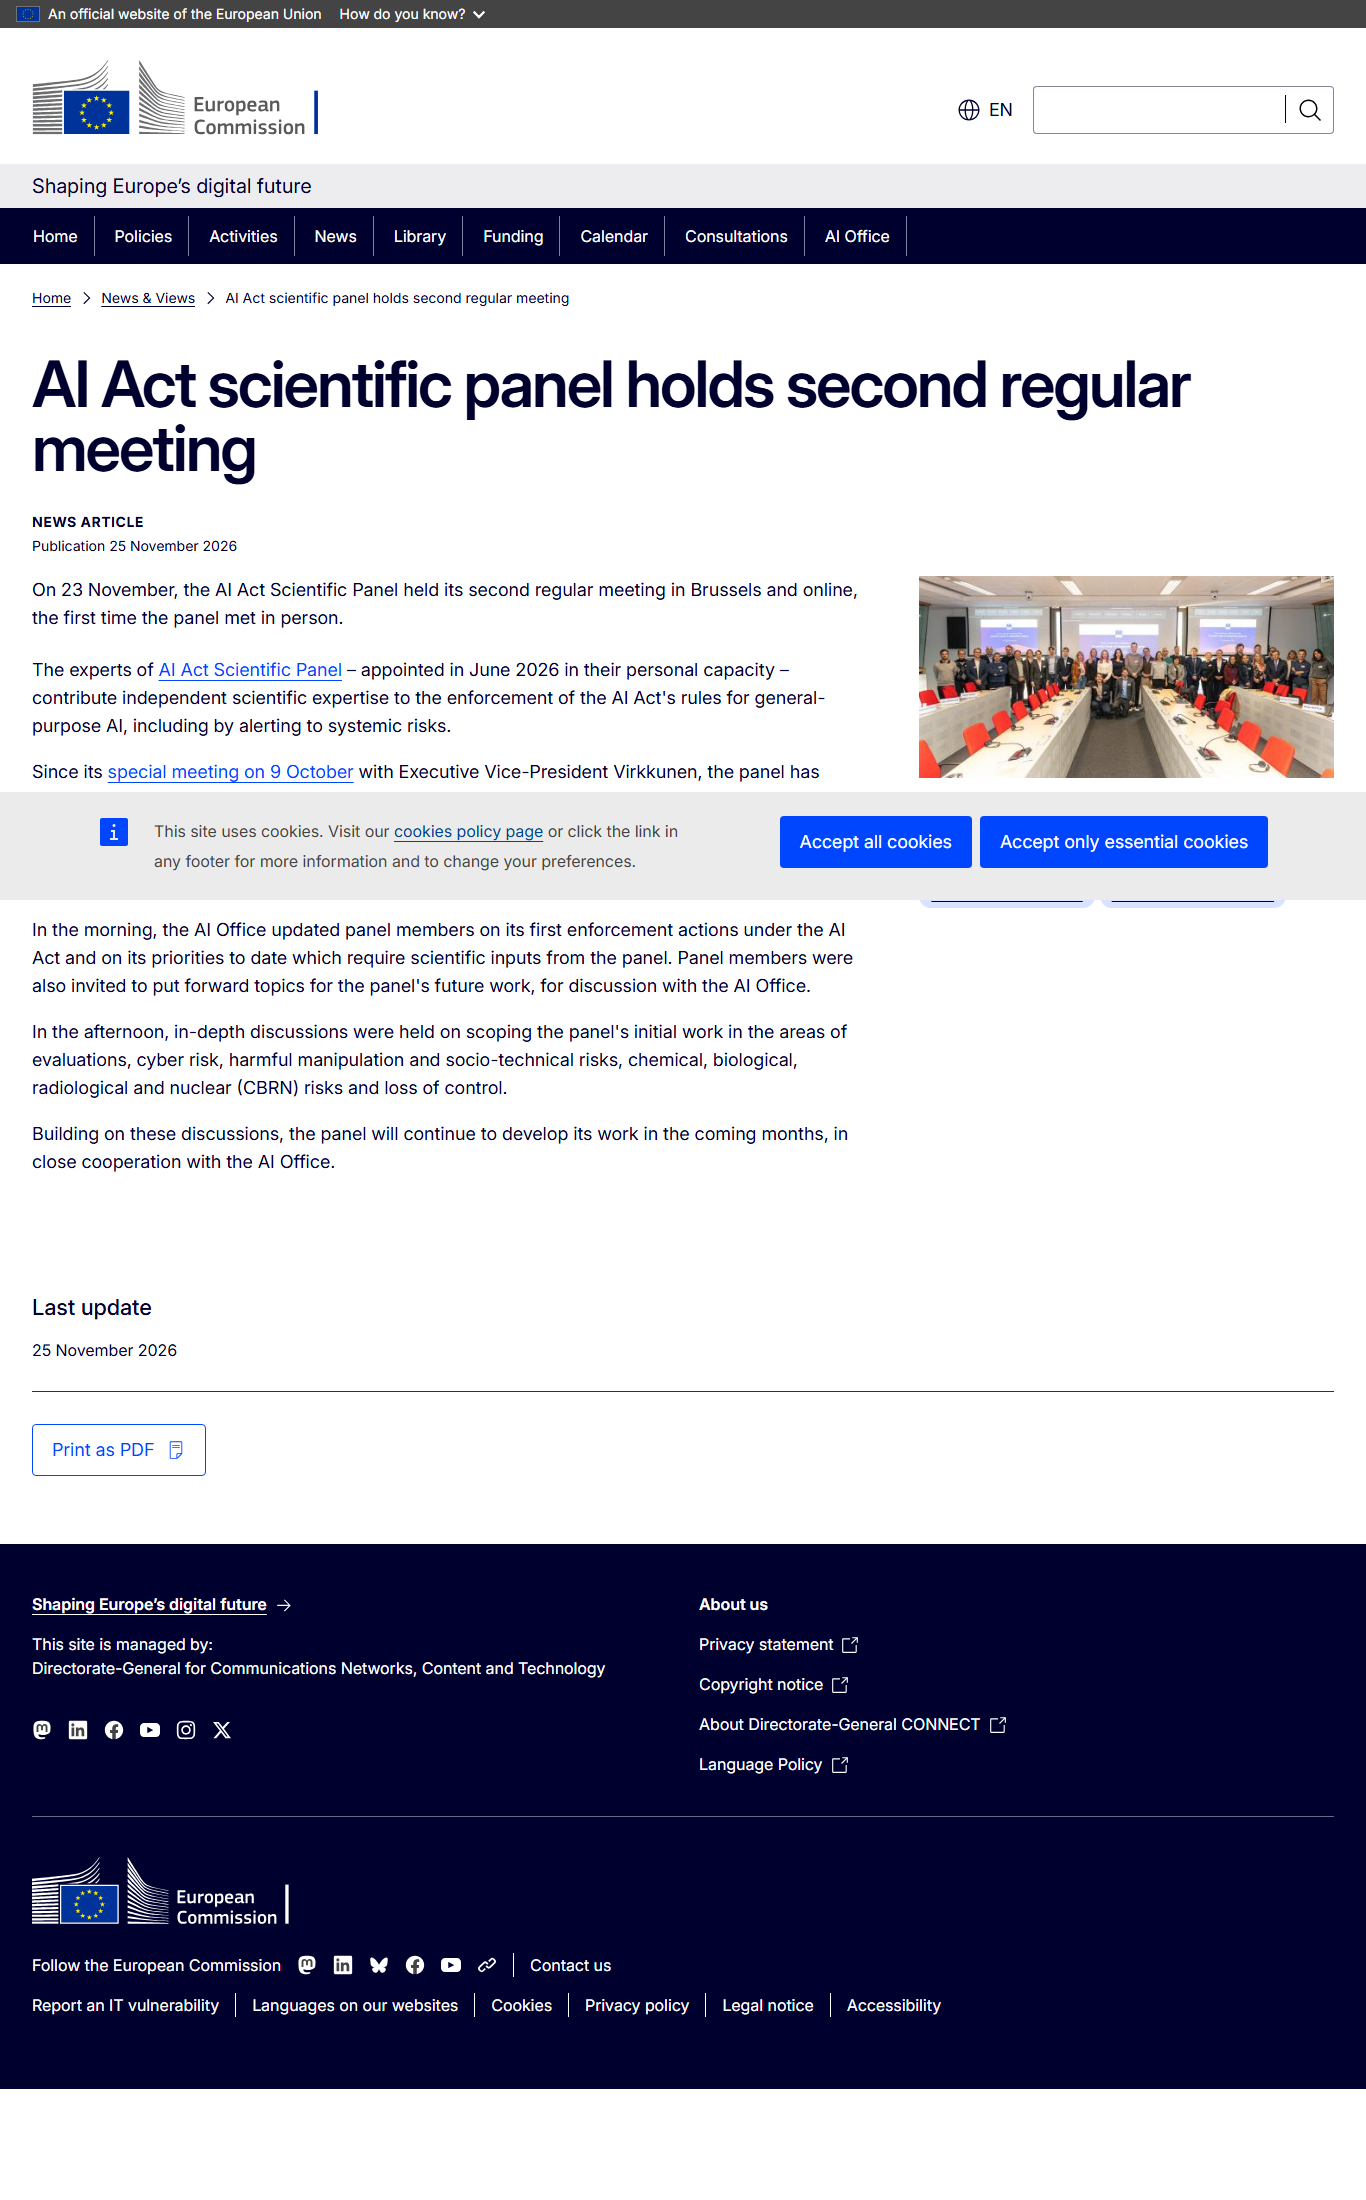 An official website of the European Union How do you know?
European
Commission
EN
Shaping Europe's digital future
Home Policies Activities News Library Funding Calendar Consultations AI Office
Home News & Views AI Act scientific panel holds second regular meeting
AI Act scientific panel holds second regular
meeting
NEWS ARTICLE
Publication 25 November 2026
On 23 November, the AI Act Scientific Panel held its second regular meeting in Brussels and online,
the first time the panel met in person.
The experts of AI Act Scientific Panel – appointed in June 2026 in their personal capacity –
contribute independent scientific expertise to the enforcement of the AI Act's rules for general-
purpose AI, including by alerting to systemic risks.
Since its special meeting on 9 October with Executive Vice-President Virkkunen, the panel has
This site uses cookies. Visit our cookies policy page or click the link in
any footer for more information and to change your preferences.
Accept all cookies Accept only essential cookies
In the morning, the AI Office updated panel members on its first enforcement actions under the AI
Act and on its priorities to date which require scientific inputs from the panel. Panel members were
also invited to put forward topics for the panel's future work, for discussion with the AI Office.
In the afternoon, in-depth discussions were held on scoping the panel's initial work in the areas of
evaluations, cyber risk, harmful manipulation and socio-technical risks, chemical, biological,
radiological and nuclear (CBRN) risks and loss of control.
Building on these discussions, the panel will continue to develop its work in the coming months, in
close cooperation with the AI Office.
Last update
25 November 2026
Print as PDF
Shaping Europe's digital future
This site is managed by:
Directorate-General for Communications Networks, Content and Technology
About us
Privacy statement
Copyright notice
About Directorate-General CONNECT
Language Policy
European
Commission
Follow the European Commission Contact us
Report an IT vulnerability Languages on our websites Cookies Privacy policy Legal notice Accessibility